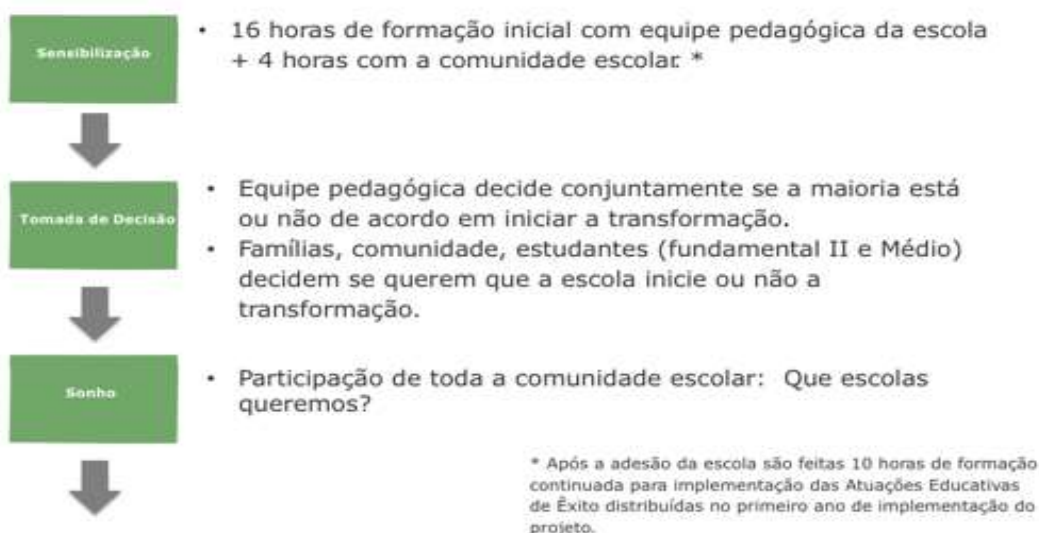 Sensibilização
• 16 horas de formação inicial com equipe pedagógica da escola
+ 4 horas com a comunidade escolar. *
Tomada de Decisão
• Equipe pedagógica decide conjuntamente se a maioria está
ou não de acordo em iniciar a transformação.
• Famílias, comunidade, estudantes (fundamental II e Médio)
decidem se querem que a escola inicie ou não a
transformação.
Sonho
• Participação de toda a comunidade escolar: Que escolas
queremos?
* Após a adesão da escola são feitas 10 horas de formação
continuada para implementação das Atuações Educativas
de Êxito distribuídas no primeiro ano de implementação do
projeto.